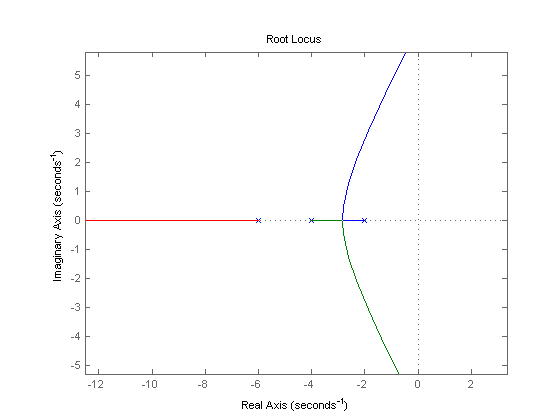 Root Locus
5
4
3
2
1
0
-1
-2
-3
-4
-5
Imaginary Axis (seconds⁻¹)
-12 -10 -8 -6 -4 -2 0 2
Real Axis (seconds⁻¹)